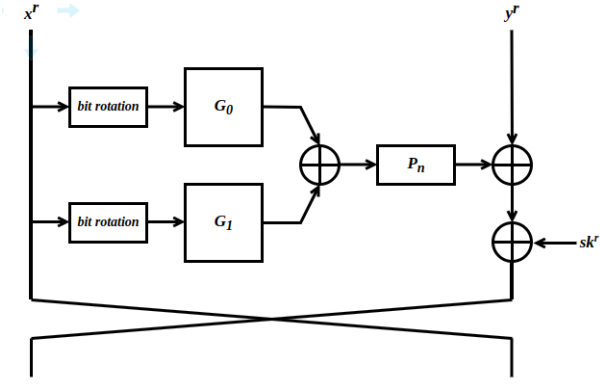 x^r
y^r
bit rotation
G_0
P_n
bit rotation
G_1
sk^r